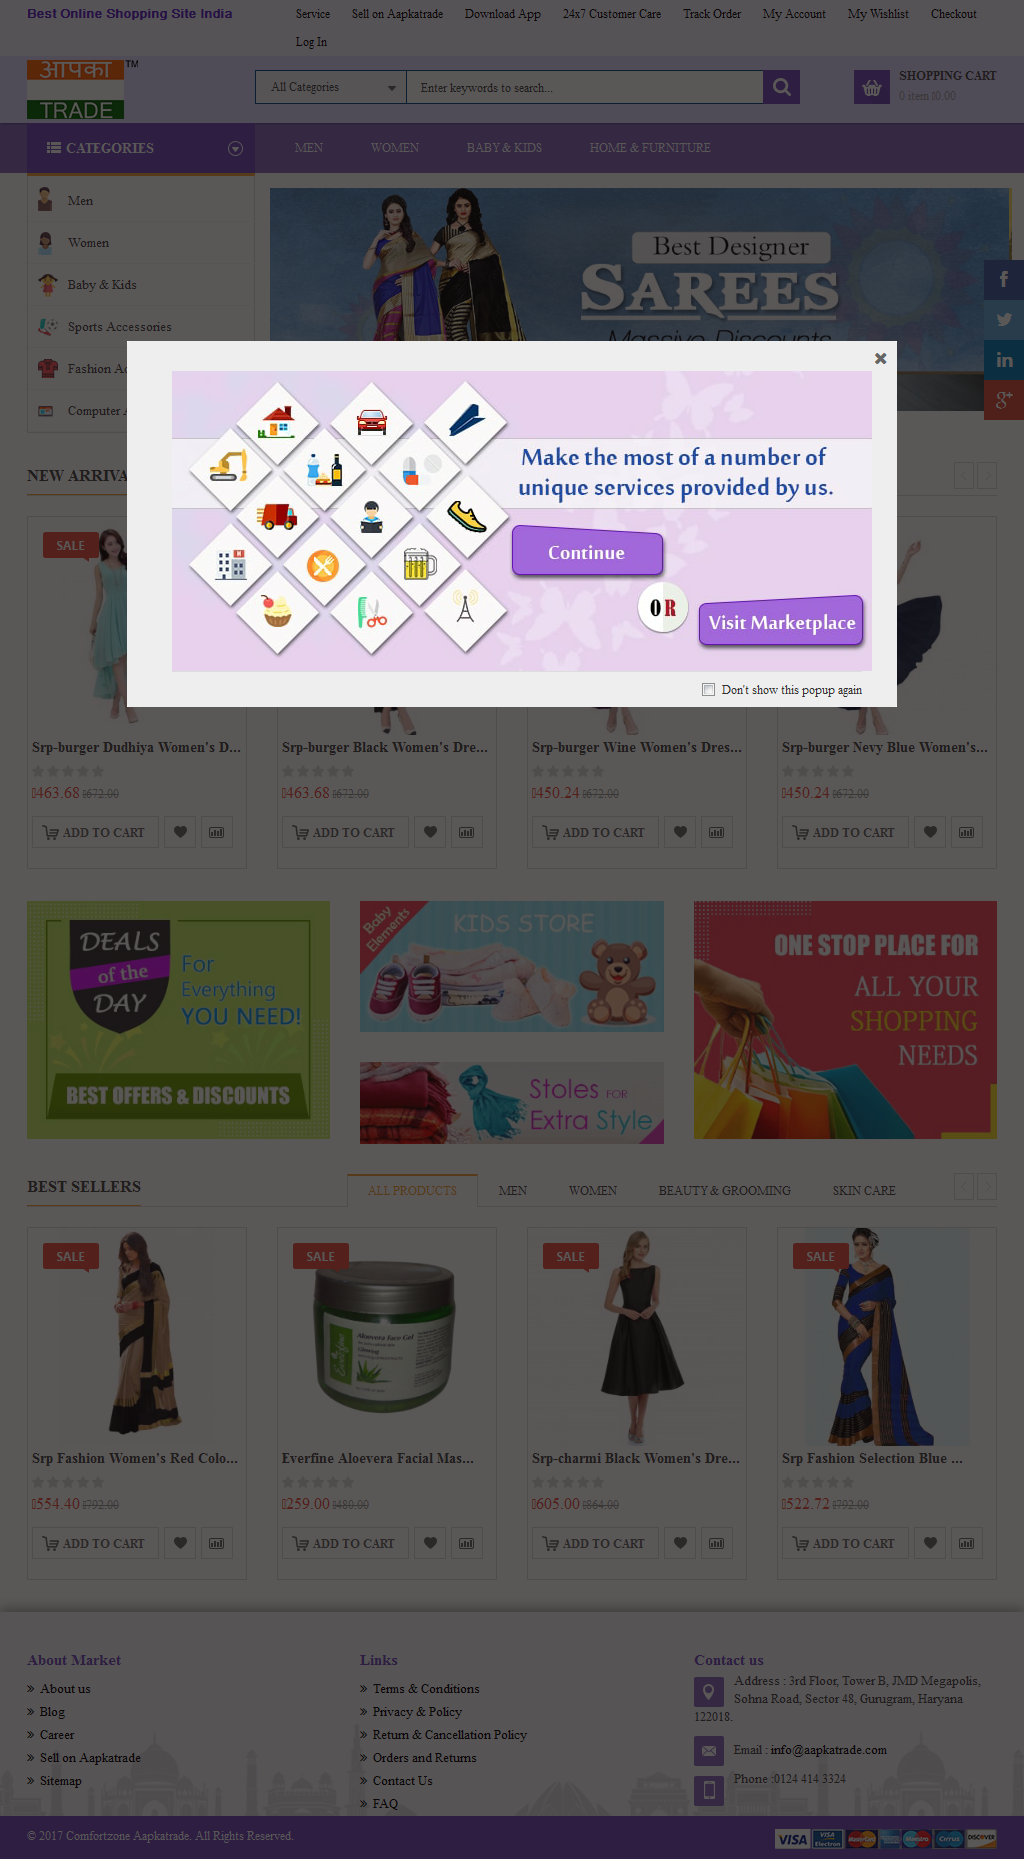 Best Online Shopping Site India
Service Sell on Aapkatrade Download App 24x7 Customer Care Track Order My Account My Wishlist Checkout
Log In
आपका TM
TRADE
All Categories Enter keywords to search...
SHOPPING CART
0 item 0.00
CATEGORIES MEN WOMEN BABY & KIDS HOME & FURNITURE
Men
Women
Baby & Kids
Sports Accessories
Fashion Ac
Computer A
Best Designer
SAREES
Massive Discounts
Make the most of a number of
unique services provided by us.
Continue
OR
Visit Marketplace
Don't show this popup again
NEW ARRIVA
SALE
Srp-burger Dudhiya Women's D...
463.68 672.00
ADD TO CART
Srp-burger Black Women's Dre...
463.68 672.00
ADD TO CART
Srp-burger Wine Women's Dres...
450.24 672.00
ADD TO CART
Srp-burger Nevy Blue Women's...
450.24 672.00
ADD TO CART
DEALS
of the
DAY
For
Everything
YOU NEED!
BEST OFFERS & DISCOUNTS
Baby
Elements
KIDS STORE
Stoles FOR
Extra Style
ONE STOP PLACE FOR
ALL YOUR
SHOPPING
NEEDS
BEST SELLERS ALL PRODUCTS MEN WOMEN BEAUTY & GROOMING SKIN CARE
SALE
Srp Fashion Women's Red Colo...
554.40 792.00
ADD TO CART
SALE
Everfine
Aloevera Face Gel
Everfine Aloevera Facial Mas...
259.00 480.00
ADD TO CART
SALE
Srp-charmi Black Women's Dre...
605.00 864.00
ADD TO CART
SALE
Srp Fashion Selection Blue ...
522.72 792.00
ADD TO CART
About Market
About us
Blog
Career
Sell on Aapkatrade
Sitemap
Links
Terms & Conditions
Privacy & Policy
Return & Cancellation Policy
Orders and Returns
Contact Us
FAQ
Contact us
Address : 3rd Floor, Tower B, JMD Megapolis,
Sohna Road, Sector 48, Gurugram, Haryana
122018.
Email : info@aapkatrade.com
Phone :0124 414 3324
© 2017 Comfortzone Aapkatrade. All Rights Reserved.
VISA VISA Electron MasterCard Maestro Cirrus DISCOVER